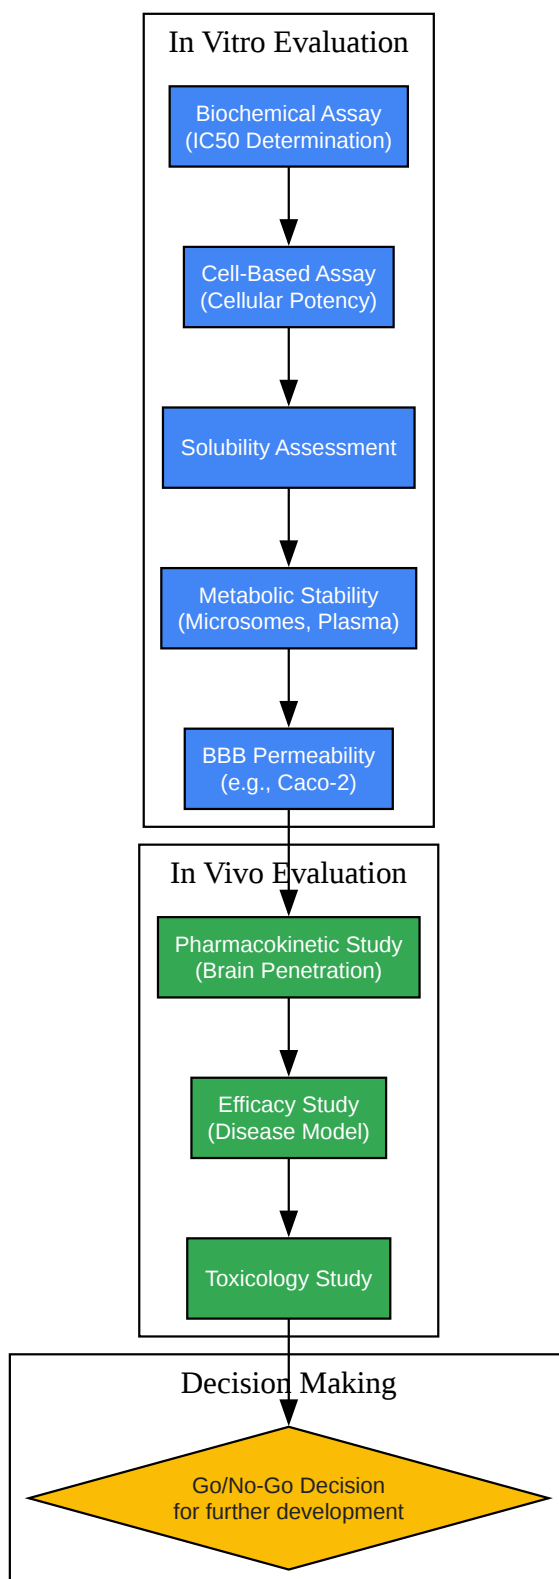 In Vitro Evaluation
Biochemical Assay
(IC50 Determination)
Cell-Based Assay
(Cellular Potency)
Solubility Assessment
Metabolic Stability
(Microsomes, Plasma)
BBB Permeability
(e.g., Caco-2)
In Vivo Evaluation
Pharmacokinetic Study
(Brain Penetration)
Efficacy Study
(Disease Model)
Toxicology Study
Decision Making
Go/No-Go Decision
for further development